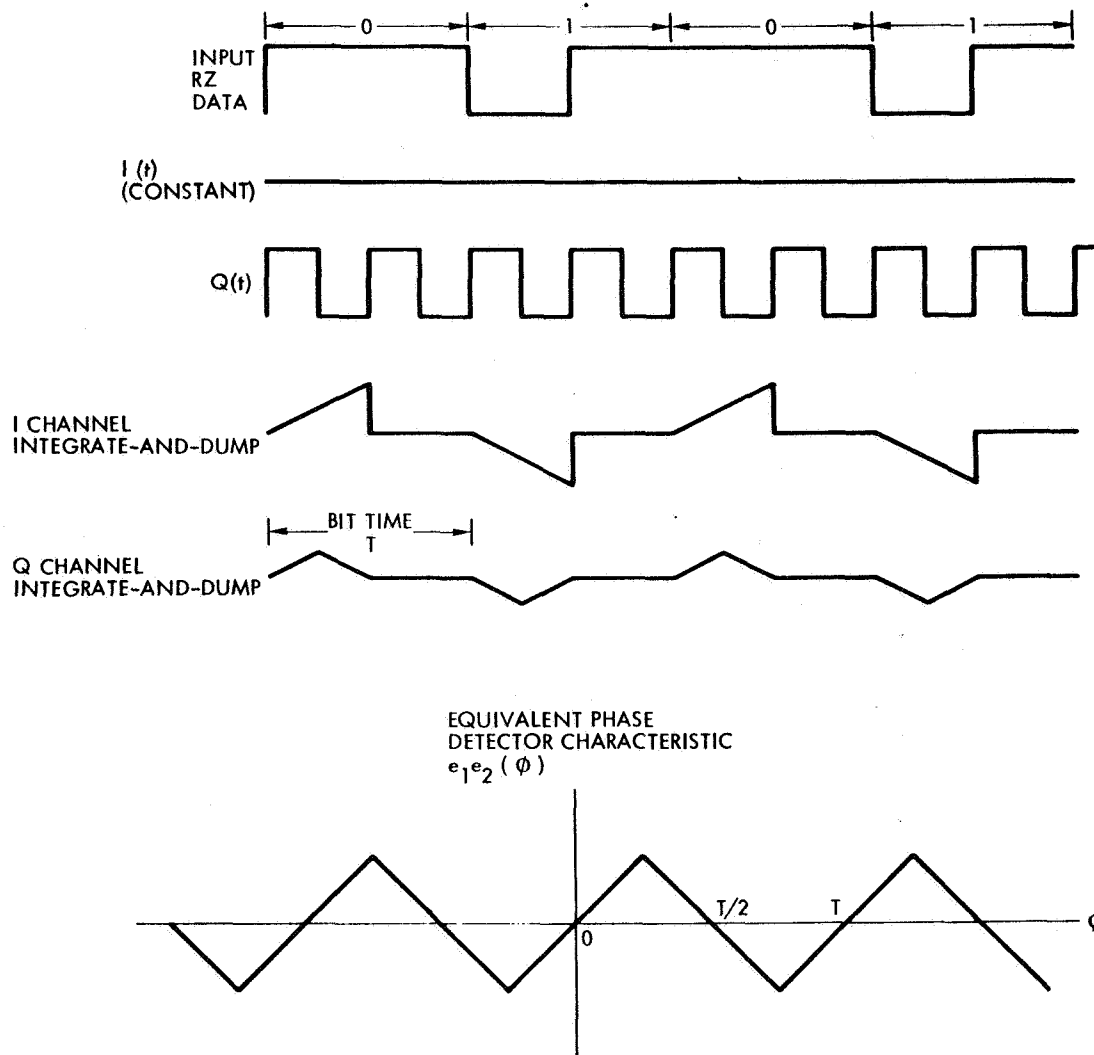 0 1 0 1
INPUT
RZ
DATA
I (t)
(CONSTANT)
Q(t)
I CHANNEL
INTEGRATE-AND-DUMP
BIT TIME
T
Q CHANNEL
INTEGRATE-AND-DUMP
EQUIVALENT PHASE
DETECTOR CHARACTERISTIC
e1e2 (ϕ)
T/2 T
0